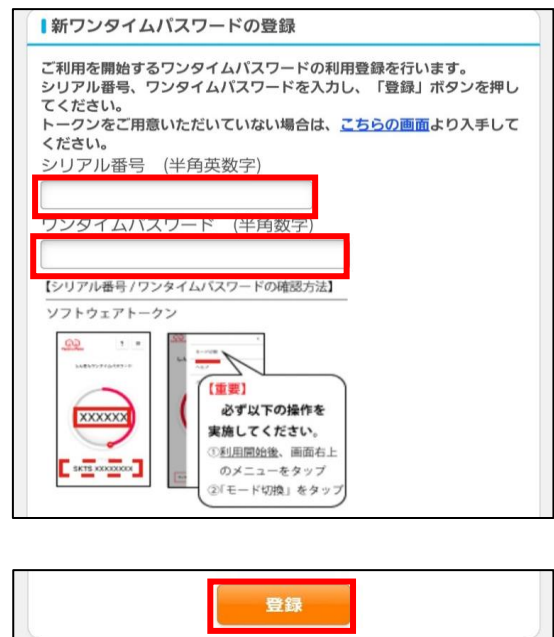 新ワンタイムパスワードの登録
ご利用を開始するワンタイムパスワードの利用登録を行います。
シリアル番号、ワンタイムパスワードを入力し、「登録」ボタンを押し
てください。
トークンをご用意いただいていない場合は、こちらの画面より入手して
ください。
シリアル番号 (半角英数字)
ワンタイムパスワード (半角数字)
【シリアル番号/ワンタイムパスワードの確認方法】
ソフトウェアトークン
XXXXXX
SKTS XXXXXXXX
モード切換
ヘルプ
【重要】
必ず以下の操作を
実施してください。
①利用開始後、画面右上
のメニューをタップ
②「モード切換」をタップ
登録